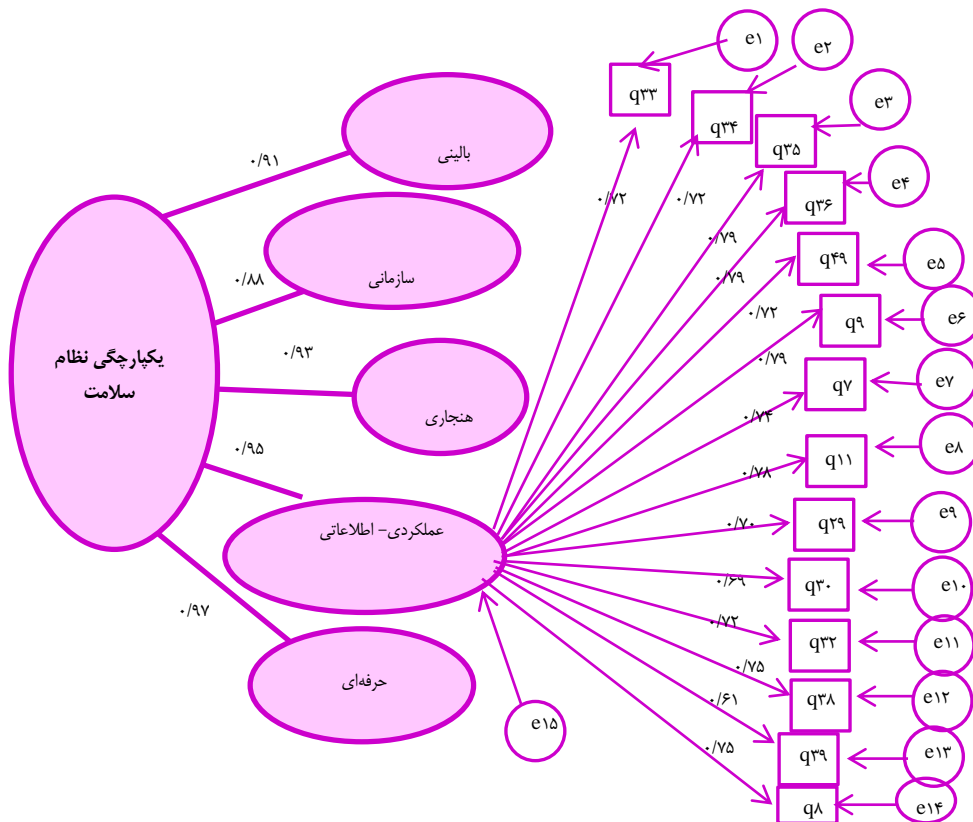 e۱
e۲
q۳۳
q۳۴
e۳
q۳۵
e۴
q۳۶
q۴۹
e۵
q۹
e۶
q۷
e۷
q۱۱
e۸
q۲۹
e۹
q۳۰
e۱۰
q۳۲
e۱۱
q۳۸
e۱۲
q۳۹
e۱۳
q۸
e۱۴
e۱۵
۰/۷۲
۰/۷۲
۰/۷۹
۰/۷۹
۰/۷۲
۰/۷۹
۰/۷۴
۰/۷۸
۰/۷۰
۰/۶۹
۰/۷۲
۰/۷۵
۰/۶۱
۰/۷۵
بالینی
۰/۹۱
سازمانی
۰/۸۸
هنجاری
۰/۹۳
عملکردی- اطلاعاتی
۰/۹۵
حرفه‌ای
۰/۹۷
یکپارچگی نظام
سلامت